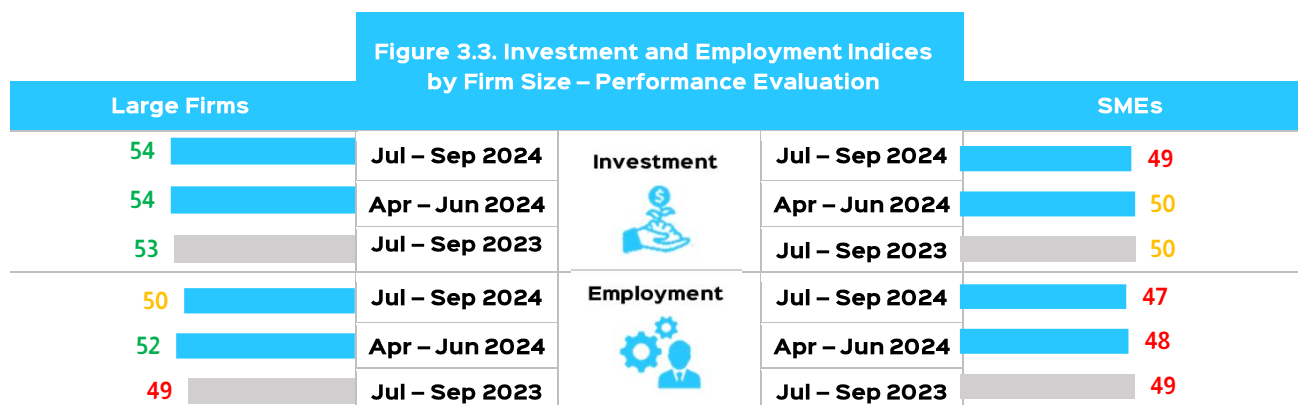 Figure 3.3. Investment and Employment Indices
by Firm Size – Performance Evaluation
Large Firms
SMEs
54
Jul – Sep 2024
Investment
Jul – Sep 2024
49
54
Apr – Jun 2024
Apr – Jun 2024
50
53
Jul – Sep 2023
Jul – Sep 2023
50
50
Jul – Sep 2024
Employment
Jul – Sep 2024
47
52
Apr – Jun 2024
Apr – Jun 2024
48
49
Jul – Sep 2023
Jul – Sep 2023
49